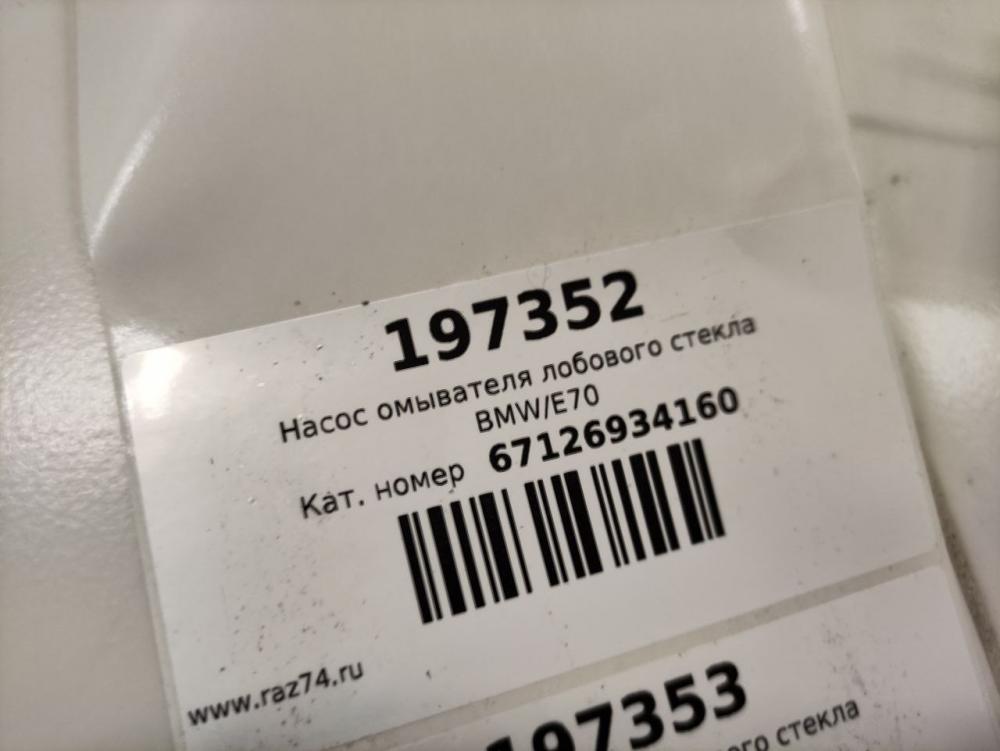 197352
Насос омывателя лобового стекла
BMW/E70
Кат. номер 67126934160
www.raz74.ru
197353
стекла